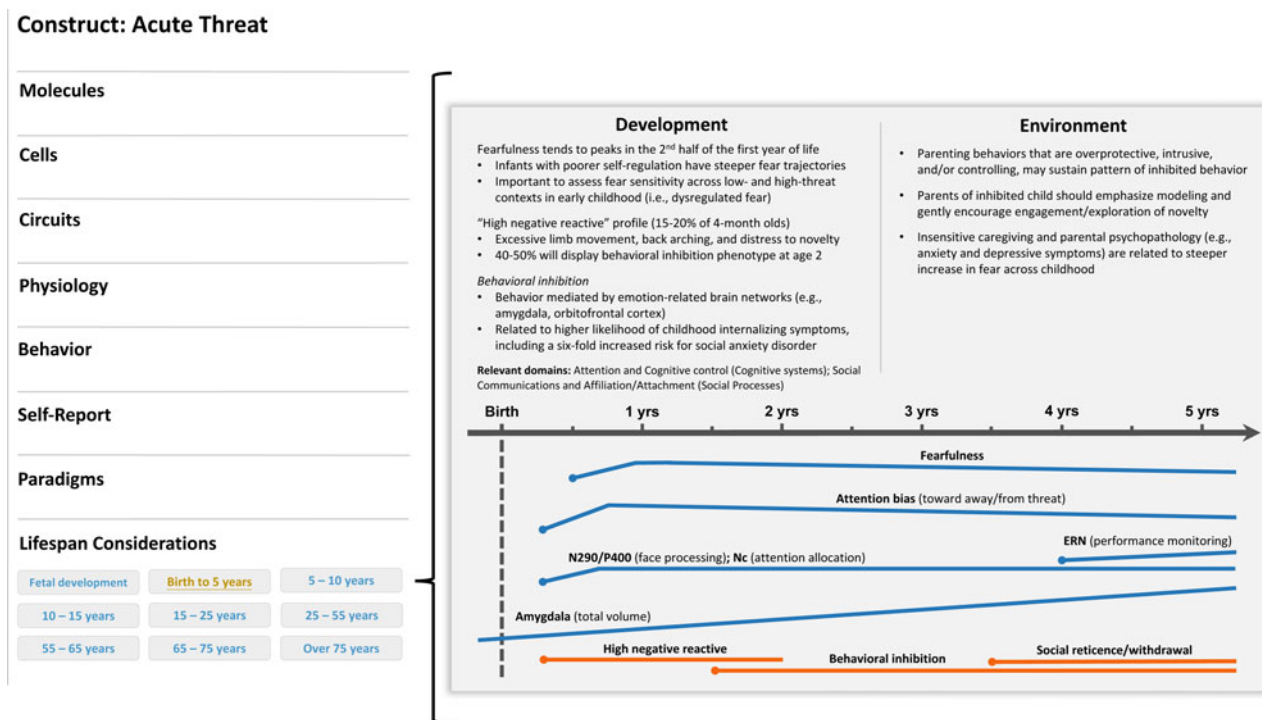 Construct: Acute Threat
Molecules
Cells
Circuits
Physiology
Behavior
Self-Report
Paradigms
Lifespan Considerations
Fetal development
Birth to 5 years
5 – 10 years
10 – 15 years
15 – 25 years
25 – 55 years
55 – 65 years
65 – 75 years
Over 75 years
Development
Fearfulness tends to peaks in the 2nd half of the first year of life
• Infants with poorer self-regulation have steeper fear trajectories
• Important to assess fear sensitivity across low- and high-threat
contexts in early childhood (i.e., dysregulated fear)
“High negative reactive” profile (15-20% of 4-month olds)
• Excessive limb movement, back arching, and distress to novelty
• 40-50% will display behavioral inhibition phenotype at age 2
Behavioral inhibition
• Behavior mediated by emotion-related brain networks (e.g.,
amygdala, orbitofrontal cortex)
• Related to higher likelihood of childhood internalizing symptoms,
including a six-fold increased risk for social anxiety disorder
Relevant domains: Attention and Cognitive control (Cognitive systems); Social
Communications and Affiliation/Attachment (Social Processes)
Environment
• Parenting behaviors that are overprotective, intrusive,
and/or controlling, may sustain pattern of inhibited behavior
• Parents of inhibited child should emphasize modeling and
gently encourage engagement/exploration of novelty
• Insensitive caregiving and parental psychopathology (e.g.,
anxiety and depressive symptoms) are related to steeper
increase in fear across childhood
Birth
1 yrs
2 yrs
3 yrs
4 yrs
5 yrs
Fearfulness
Attention bias (toward away/from threat)
ERN (performance monitoring)
N290/P400 (face processing); Nc (attention allocation)
Amygdala (total volume)
High negative reactive
Behavioral inhibition
Social reticence/withdrawal